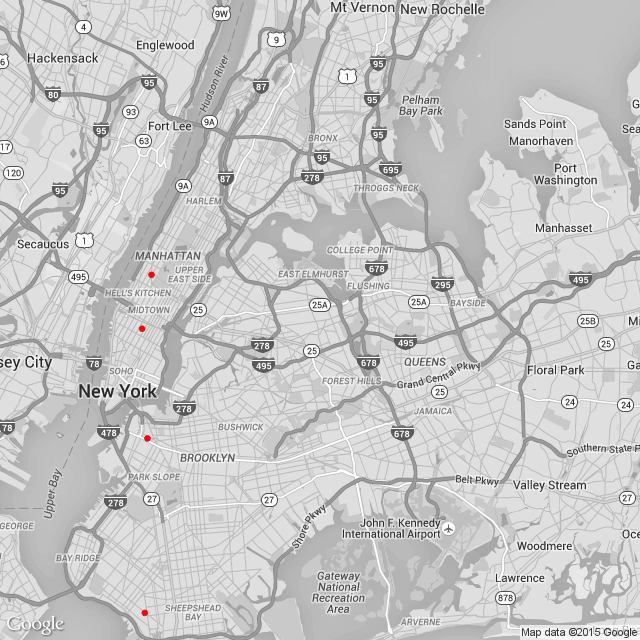 Mt Vernon
New Rochelle
9W
4
Englewood
9
Hackensack
95
87
1
95
Hudson River
80
95
Pelham
Bay Park
93
Fort Lee
9A
95
Sands Point
Manorhaven
63
BRONX
95
17
95
278
695
Port
Washington
120
87
THROGGS NECK
95
9A
HARLEM
Manhasset
Secaucus
1
MANHATTAN
COLLEGE POINT
UPPER
EAST SIDE
EAST ELMHURST
678
495
FLUSHING
295
495
HELL'S KITCHEN
MIDTOWN
25
25A
25A
BAYSIDE
25B
278
25
495
25
sey City
78
495
678
QUEENS
Floral Park
SOHO
FOREST HILLS
Grand Central Pkwy
New York
278
25
24
24
JAMAICA
478
BUSHWICK
678
78
BROOKLYN
Southern State P
PARK SLOPE
Belt Pkwy
Valley Stream
Upper Bay
278
27
27
27
Shore Pkwy
John F. Kennedy
International Airport
GEORGE
Woodmere
BAY RIDGE
Gateway
National
Recreation
Area
Lawrence
878
SHEEPSHEAD
BAY
ARVERNE
Google
Map data ©2015 Google